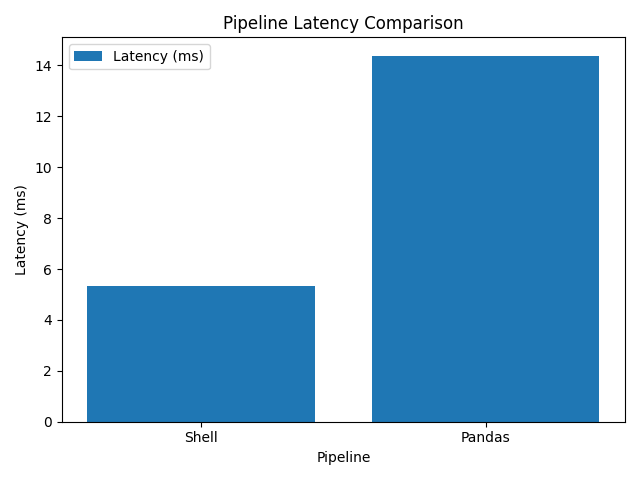 Pipeline Latency Comparison
Latency (ms)
Latency (ms)
14
12
10
8
6
4
2
0
Shell
Pandas
Pipeline